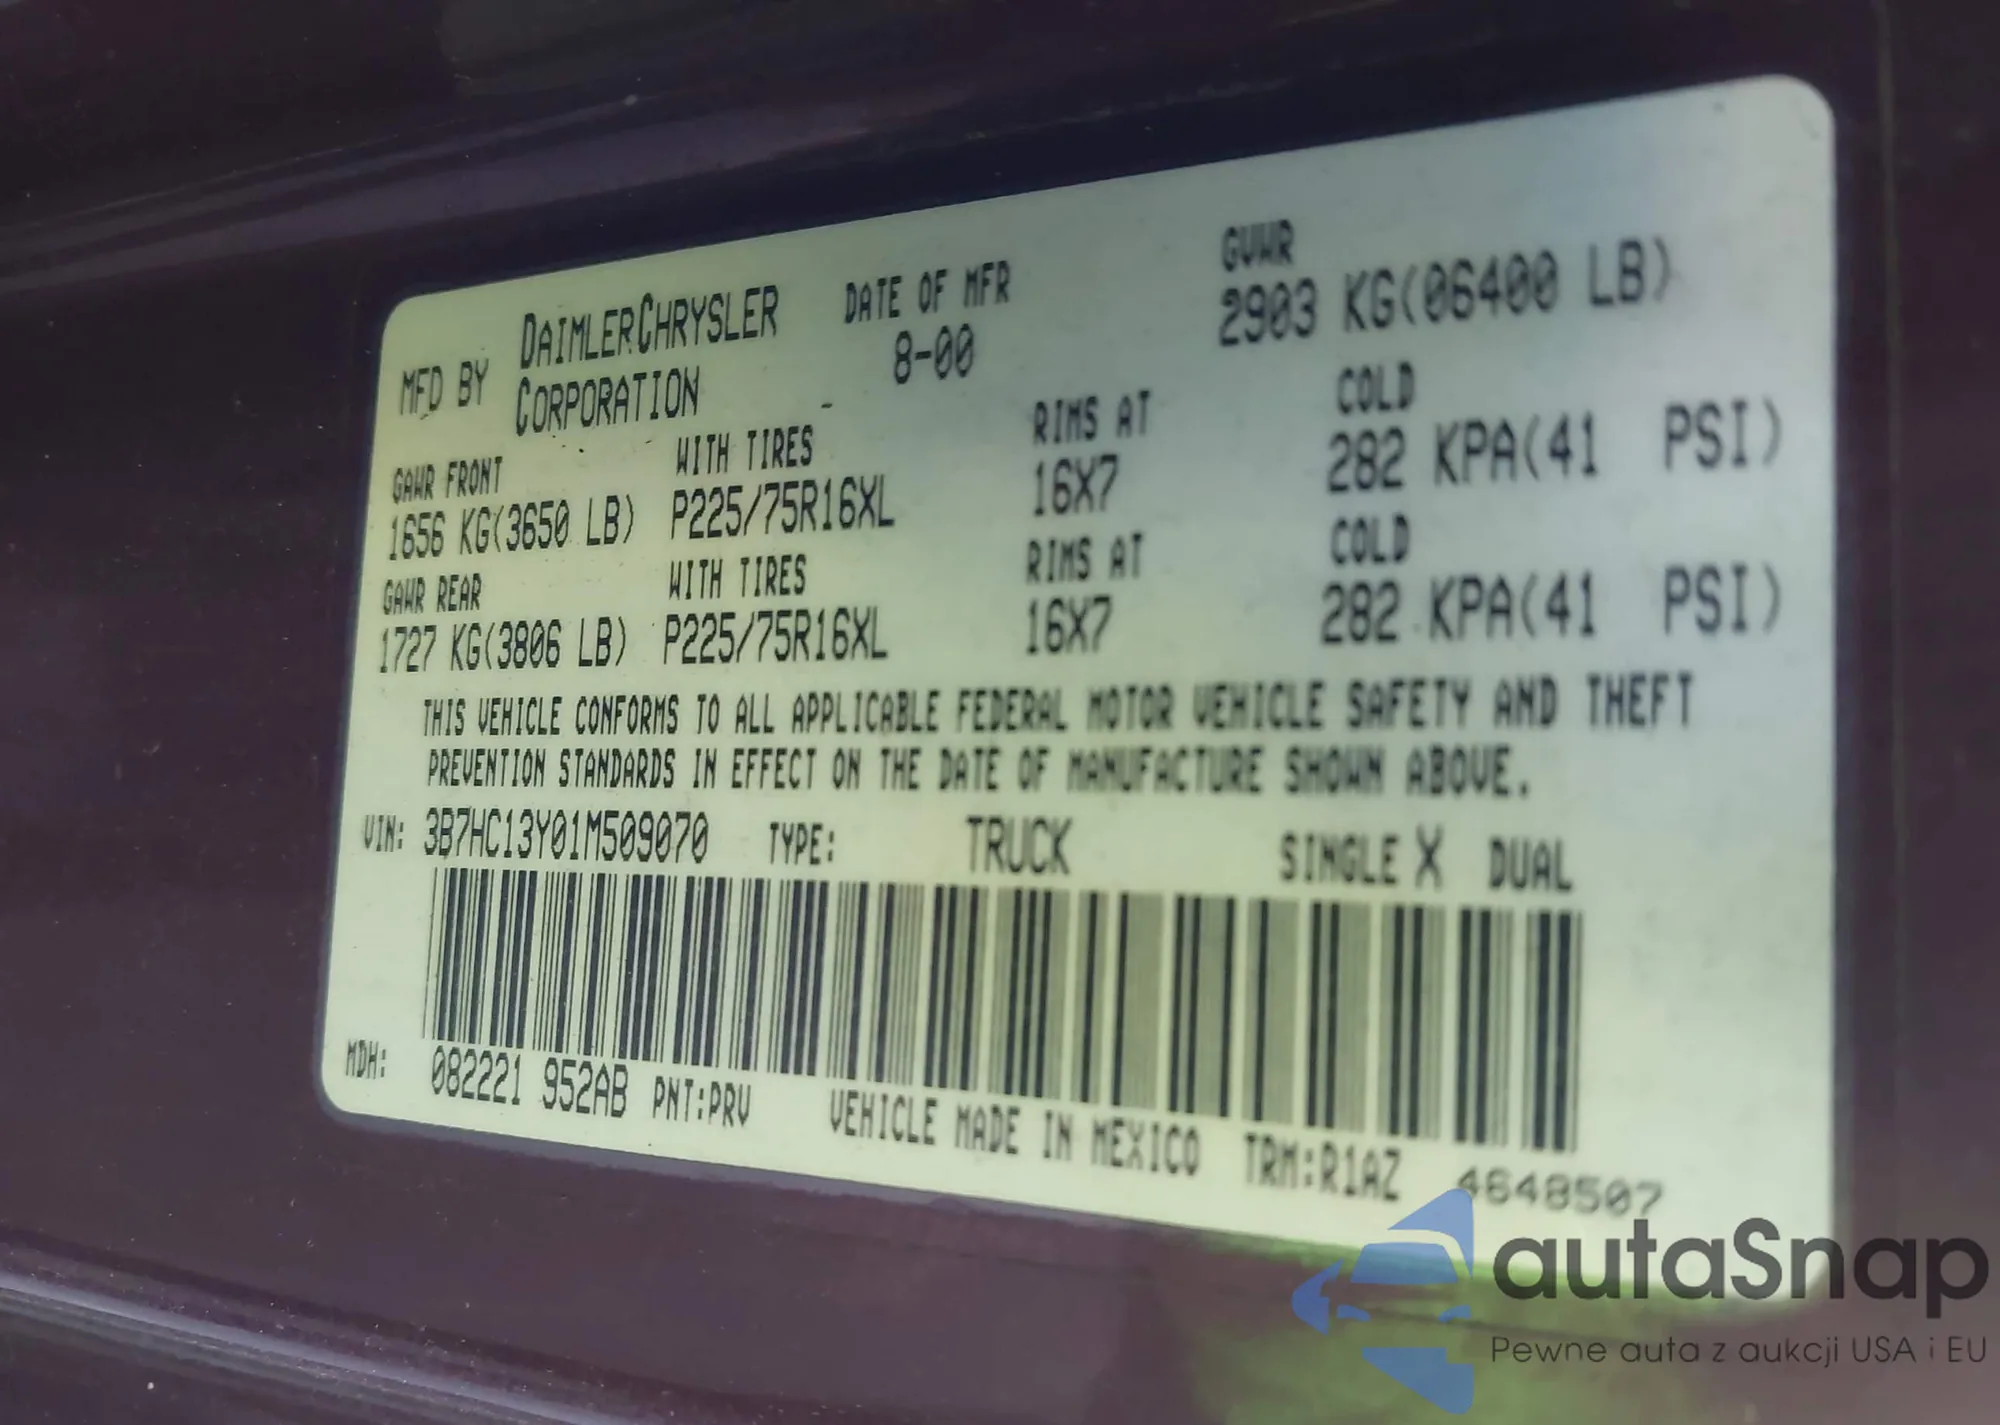 MFD BY DAIMLERCHRYSLER CORPORATION DATE OF MFR 8-00 GVWR 2903 KG(06400 LB)
GAWR FRONT WITH TIRES RIMS AT COLD
1656 KG(3650 LB) P225/75R16XL 16X7 282 KPA(41 PSI)
GAWR REAR WITH TIRES RIMS AT COLD
1727 KG(3806 LB) P225/75R16XL 16X7 282 KPA(41 PSI)
THIS VEHICLE CONFORMS TO ALL APPLICABLE FEDERAL MOTOR VEHICLE SAFETY AND THEFT
PREVENTION STANDARDS IN EFFECT ON THE DATE OF MANUFACTURE SHOWN ABOVE.
VIN: 3B7HC13Y01M509070 TYPE: TRUCK SINGLE X DUAL
MDH: 082221 952AB PNT:PRV VEHICLE MADE IN MEXICO TRM:R1AZ 4648507
autaSnap
Pewne auta z aukcji USA i EU